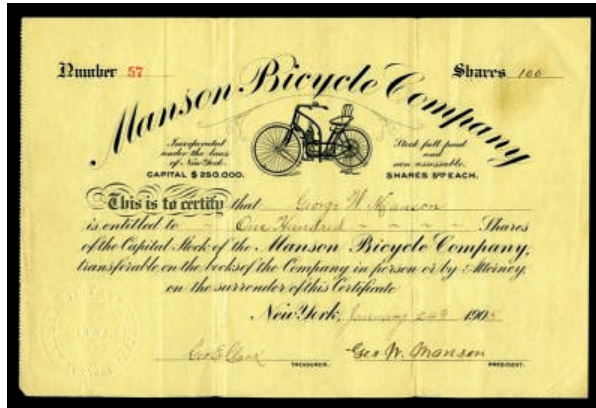 Number 57
Shares 100
Manson Bicycle Company
Incorporated
under the laws
of New York.
CAPITAL $250.000.
Stock full paid
and
non assessable.
SHARES $5.00 EACH.
This is to certify that George W. Manson
is entitled to One Hundred Shares
of the Capital Stock of the Manson Bicycle Company,
transferable on the books of the Company in person or by Attorney,
on the surrender of this Certificate
New York, January 24th 1905
TREASURER.
Geo W. Manson
PRESIDENT.